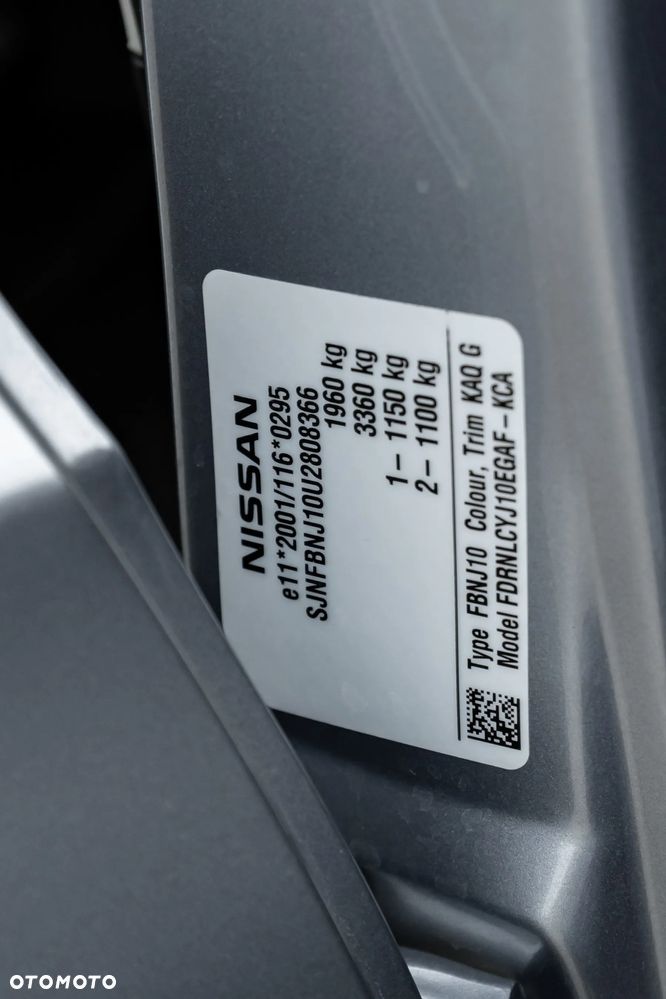 NISSAN
e11*2001/116*0295
SJNFBNJ10U2808366
1960 kg
3360 kg
1– 1150 kg
2– 1100 kg
Type FBNJ10 Colour, Trim KAQ G
Model FDRNLCYJ10EGAF–KCA
OTOMOTO